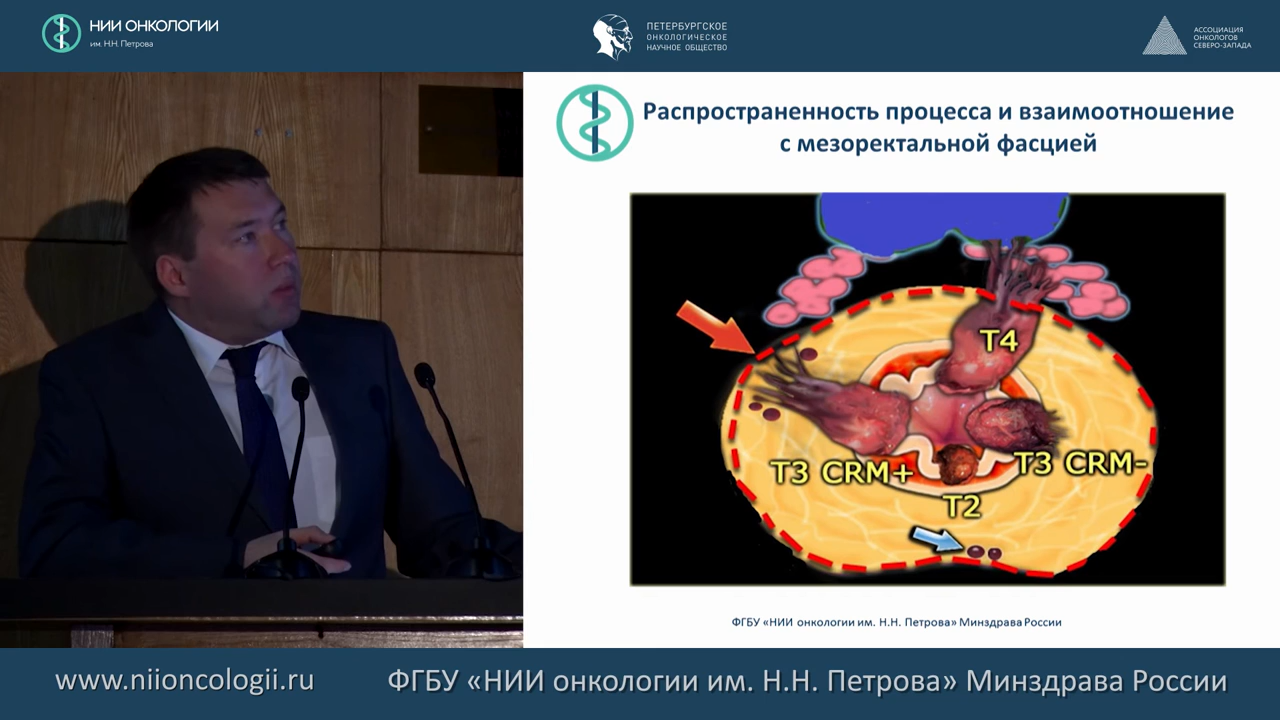 НИИ ОНКОЛОГИИ
им. Н.Н. Петрова
ПЕТЕРБУРГСКОЕ
ОНКОЛОГИЧЕСКОЕ
НАУЧНОЕ ОБЩЕСТВО
АССОЦИАЦИЯ
ОНКОЛОГОВ
СЕВЕРО-ЗАПАДА
Распространенность процесса и взаимоотношение
с мезоректальной фасцией
T4
T3 CRM+
T3 CRM-
T2
ФГБУ «НИИ онкологии им. Н.Н. Петрова» Минздрава России
www.niioncologii.ru
ФГБУ «НИИ онкологии им. Н.Н. Петрова» Минздрава России